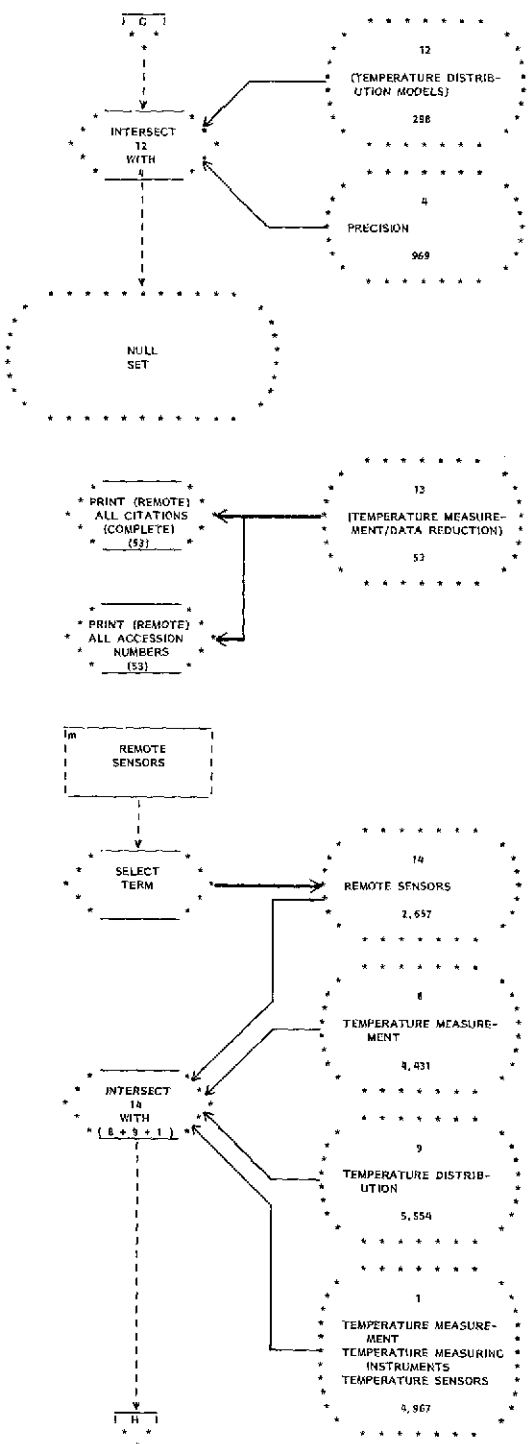 G
12
(TEMPERATURE DISTRIB-
UTION MODELS)
298
INTERSECT
12
WITH
4
4
PRECISION
969
NULL
SET
PRINT (REMOTE)
ALL CITATIONS
(COMPLETE)
(53)
13
(TEMPERATURE MEASURE-
MENT/DATA REDUCTION)
53
PRINT (REMOTE)
ALL ACCESSION
NUMBERS
(53)
m
REMOTE
SENSORS
SELECT
TERM
14
REMOTE SENSORS
2,657
8
TEMPERATURE MEASURE-
MENT
4,431
INTERSECT
14
WITH
( 8 + 9 + 1 )
9
TEMPERATURE DISTRIB-
UTION
5,554
1
TEMPERATURE MEASURE-
MENT
TEMPERATURE MEASURING
INSTRUMENTS
TEMPERATURE SENSORS
4,967
H